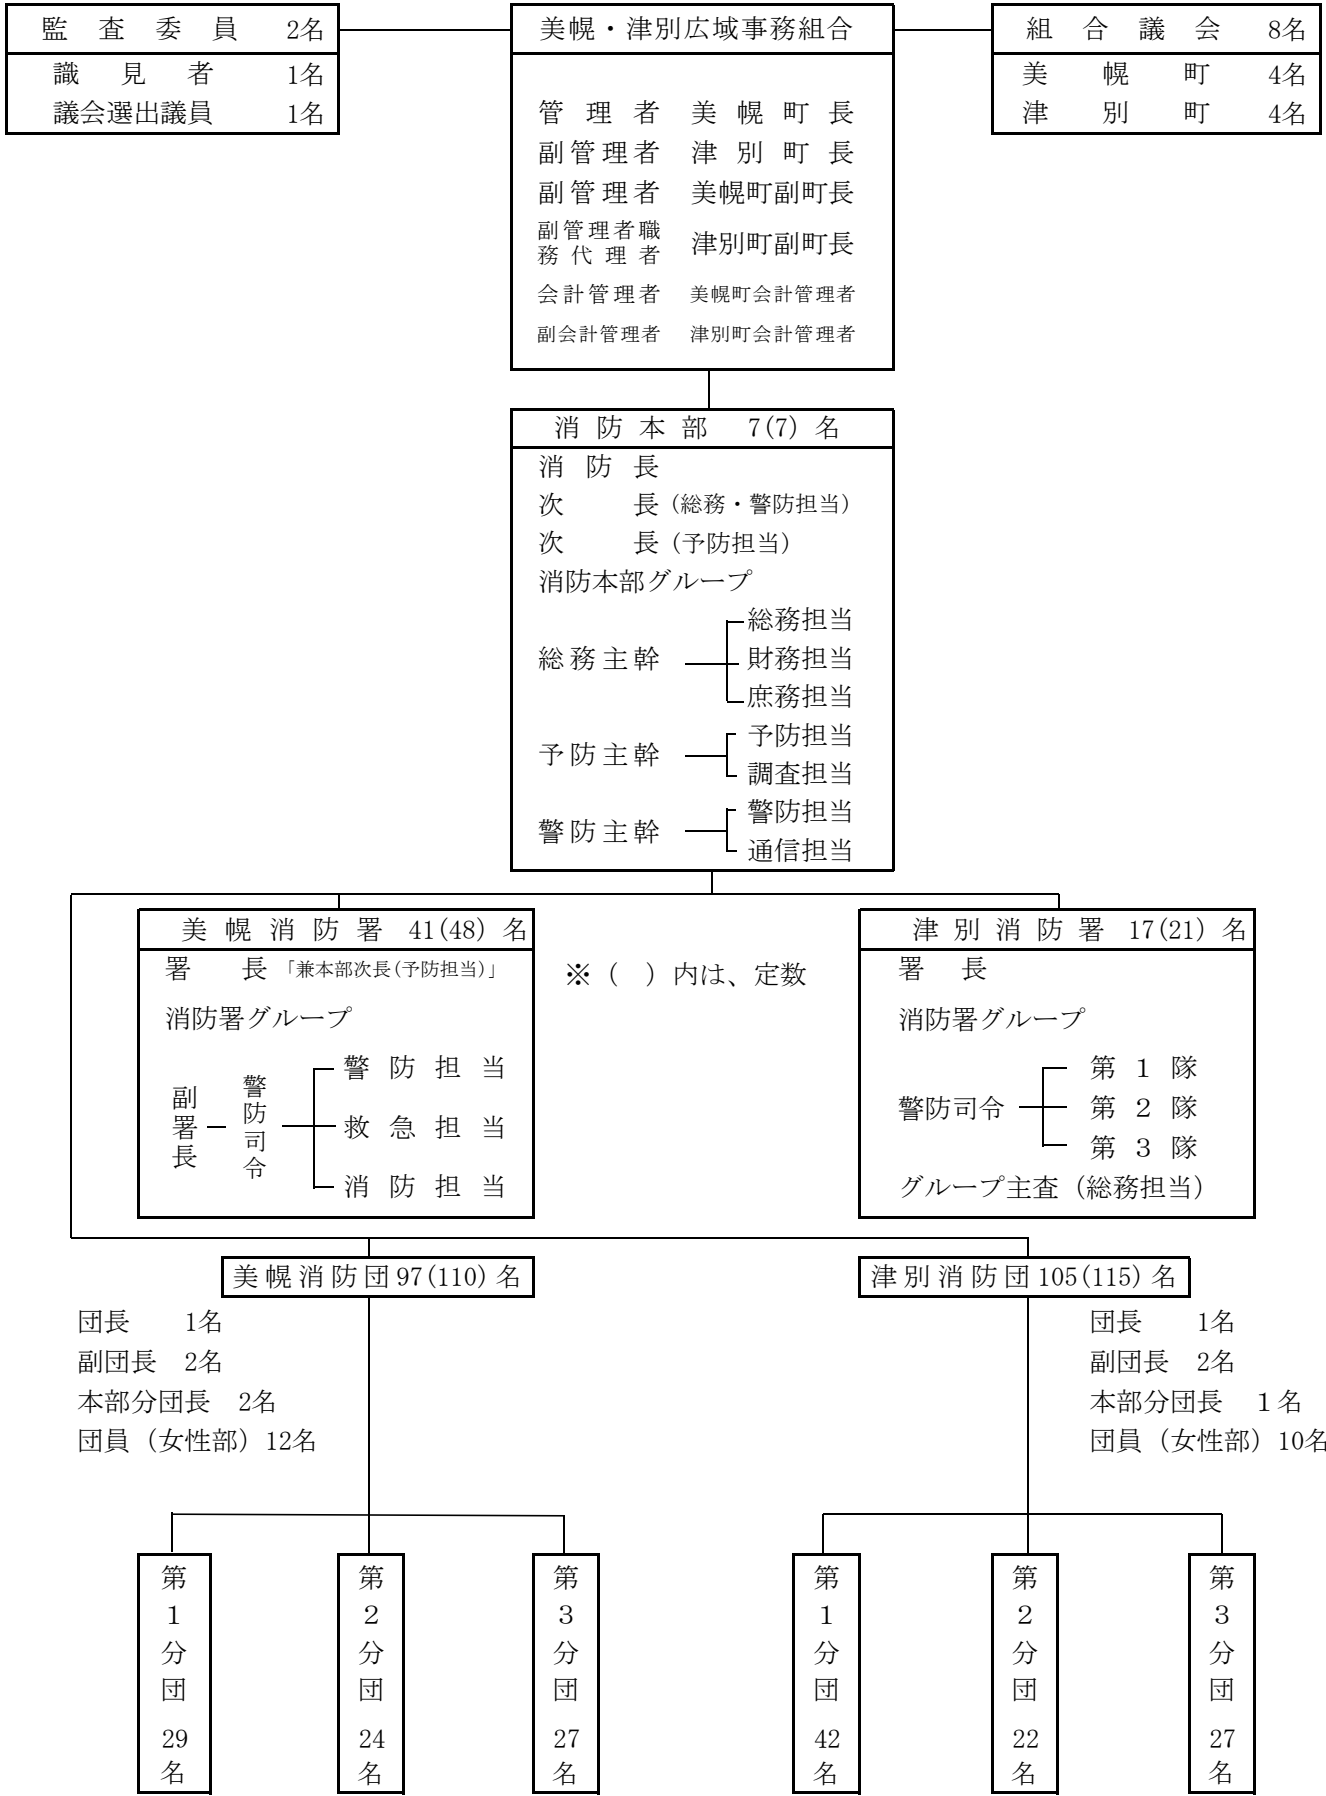 監査委員 2名
識見者 1名
議会選出議員 1名
美幌・津別広域事務組合
管理者 美幌町長
副管理者 津別町長
副管理者 美幌町副町長
副管理者職
務代理者 津別町副町長
会計管理者 美幌町会計管理者
副会計管理者 津別町会計管理者
組合議会 8名
美幌町 4名
津別町 4名
消防本部 7(7)名
消防長
次長(総務・警防担当)
次長(予防担当)
消防本部グループ
総務主幹
総務担当
財務担当
庶務担当
予防主幹
予防担当
調査担当
警防主幹
警防担当
通信担当
美幌消防署 41(48)名
署長「兼本部次長(予防担当)」
消防署グループ
副署長
警防司令
警防担当
救急担当
消防担当
※( )内は、定数
津別消防署 17(21)名
署長
消防署グループ
警防司令
第1隊
第2隊
第3隊
グループ主査(総務担当)
美幌消防団97(110)名
団長 1名
副団長 2名
本部分団長 2名
団員(女性部)12名
津別消防団105(115)名
団長 1名
副団長 2名
本部分団長 1名
団員(女性部)10名
第1分団29名
第2分団24名
第3分団27名
第1分団42名
第2分団22名
第3分団27名